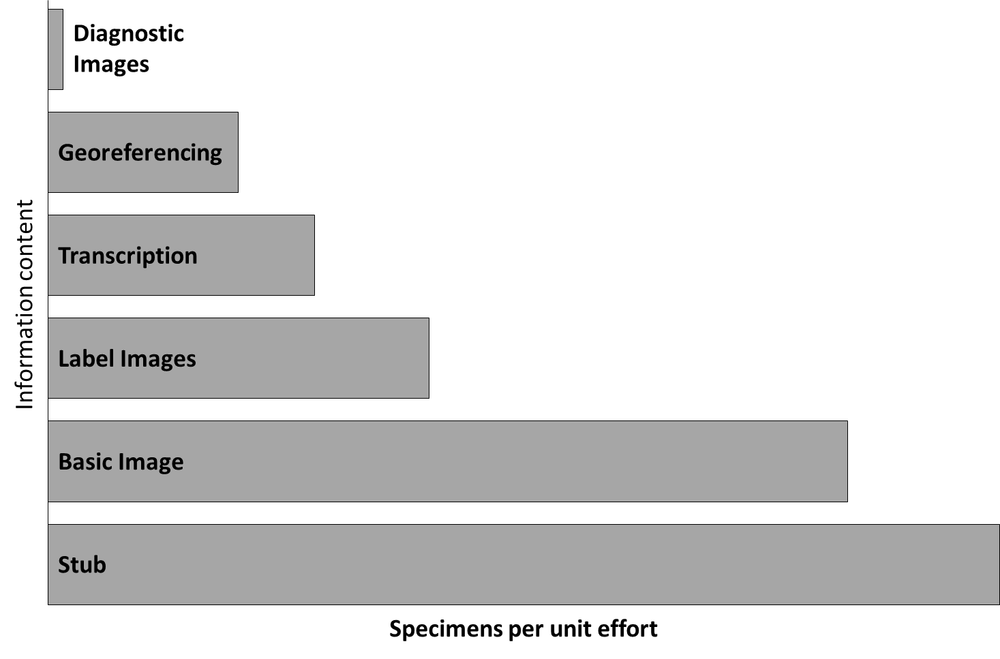 Diagnostic
Images
Georeferencing
Transcription
Label Images
Basic Image
Stub
Information content
Specimens per unit effort